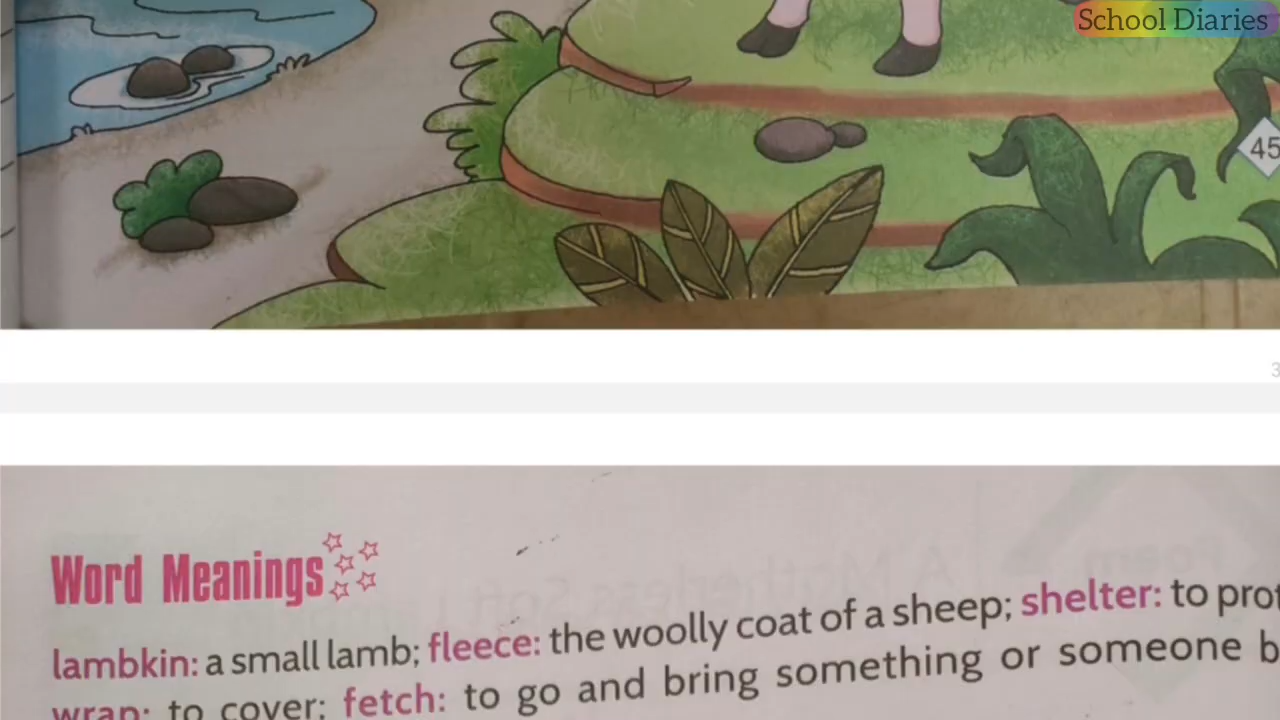 School Diaries
45
3
Word Meanings
lambkin: a small lamb; fleece: the woolly coat of a sheep; shelter: to
wrap: to cover; fetch: to go and bring something or someone